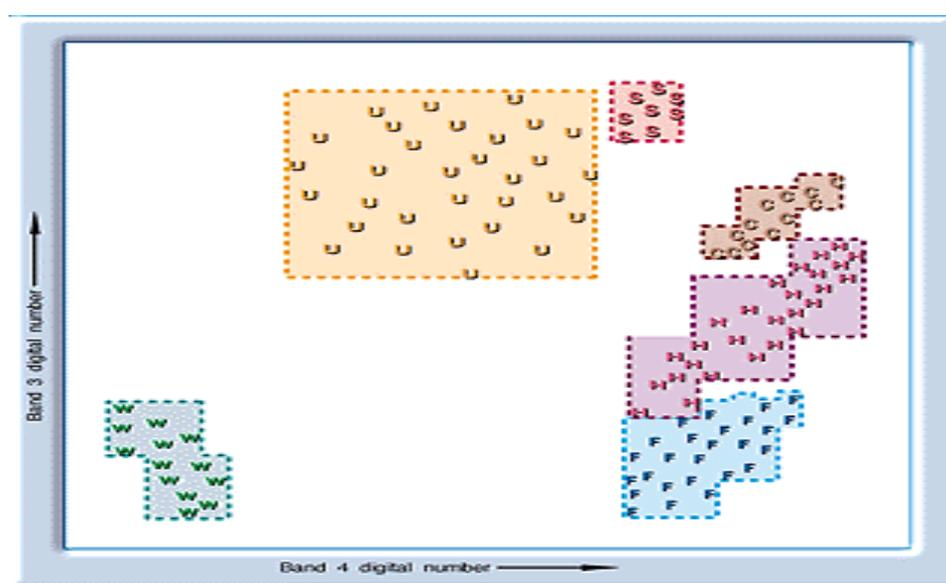 U U U U U U U U U U U U U U U U U U U U U U U U U U U U U U U
S S S S S S S S
C C C C C C C C C C C C
H H H H H H H H H H H H H H H H H H H H H H H H H H H H
F F F F F F F F F F F F F F F F F F F F F F F F F F
W W W W W W W W W W W W W
Band 3 digital number
Band 4 digital number